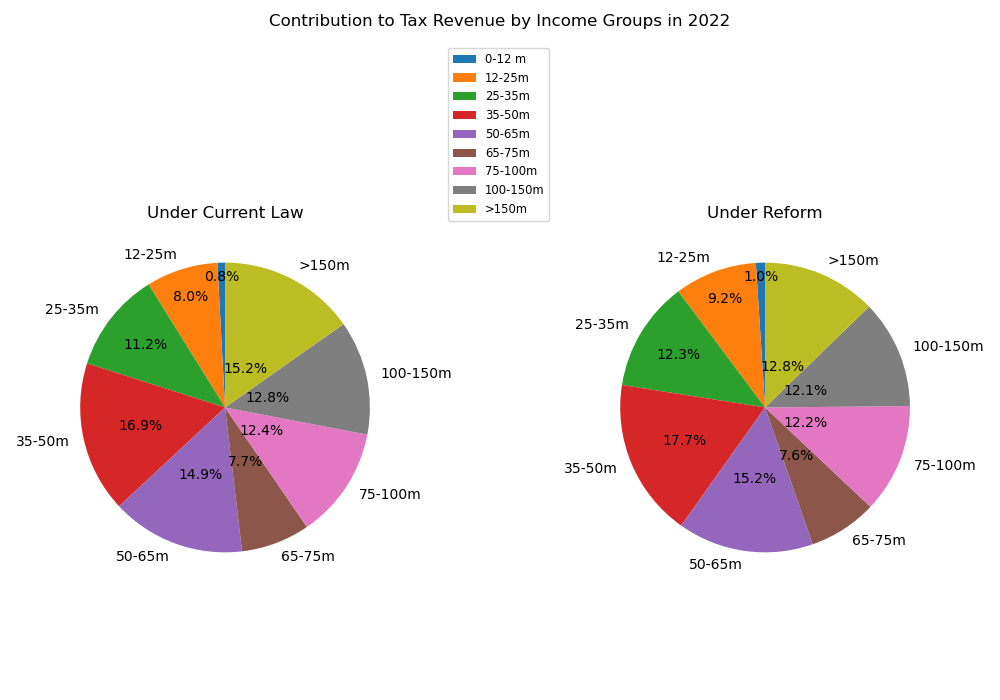 Contribution to Tax Revenue by Income Groups in 2022
0-12 m
12-25m
25-35m
35-50m
50-65m
65-75m
75-100m
100-150m
>150m
Under Current Law
12-25m
>150m
25-35m
100-150m
35-50m
75-100m
50-65m
65-75m
0.8%
8.0%
11.2%
15.2%
12.8%
16.9%
12.4%
7.7%
14.9%
Under Reform
12-25m
>150m
25-35m
100-150m
35-50m
75-100m
50-65m
65-75m
1.0%
9.2%
12.3%
12.8%
12.1%
12.2%
17.7%
7.6%
15.2%